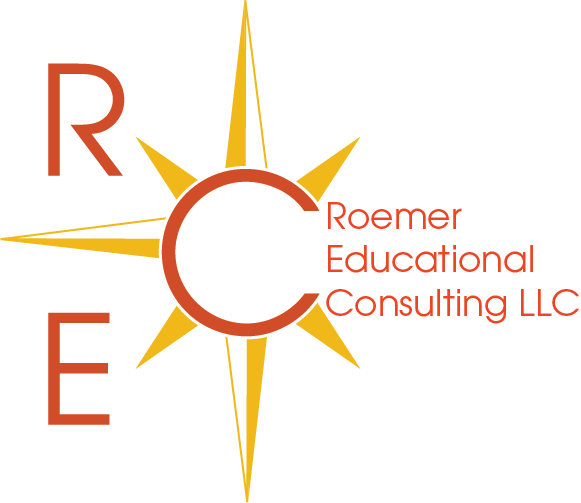 R
C
E
Roemer
Educational
Consulting LLC